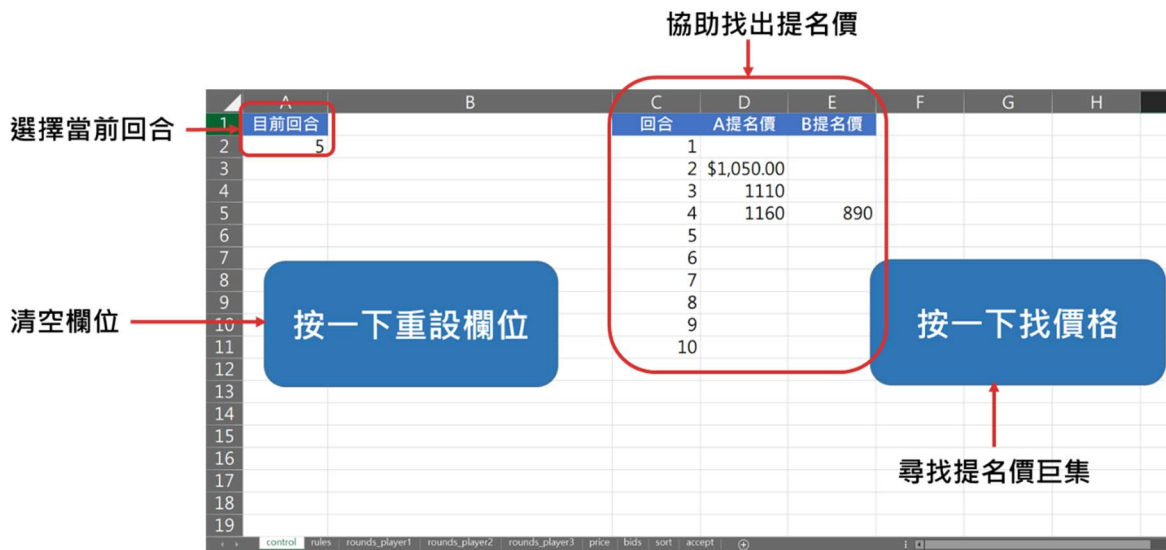 協助找出提名價
A B C D E F G H
選擇當前回合
1 目前回合 回合 A提名價 B提名價
2 5 1
3 2 $1,050.00
4 3 1110
5 4 1160 890
6 5
7 6
8 7
9 8
10 9
11 10
12
13
14
15
16
17
18
19
清空欄位
按一下重設欄位
按一下找價格
尋找提名價巨集
control rules rounds_player1 rounds_player2 rounds_player3 price bids sort accept